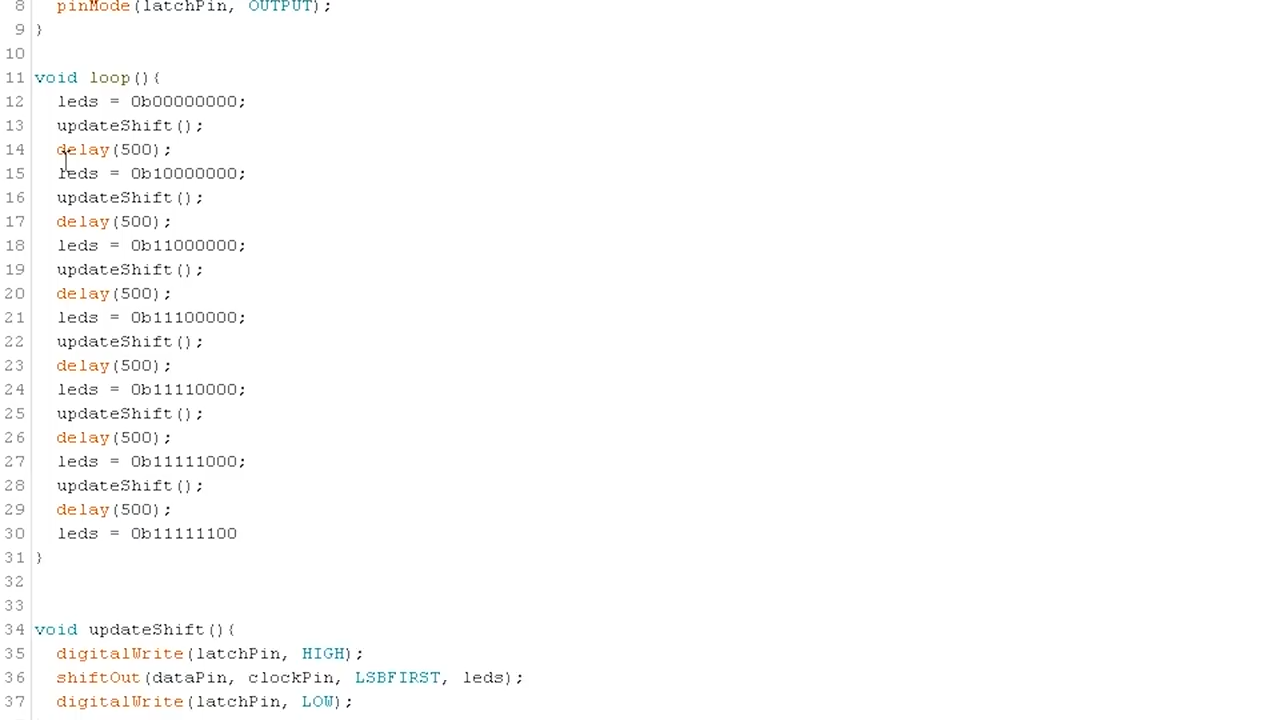 8 pinMode(latchPin, OUTPUT);
9 }
10
11 void loop(){
12 leds = 0b00000000;
13 updateShift();
14 delay(500);
15 leds = 0b10000000;
16 updateShift();
17 delay(500);
18 leds = 0b11000000;
19 updateShift();
20 delay(500);
21 leds = 0b11100000;
22 updateShift();
23 delay(500);
24 leds = 0b11110000;
25 updateShift();
26 delay(500);
27 leds = 0b11111000;
28 updateShift();
29 delay(500);
30 leds = 0b11111100
31 }
32
33
34 void updateShift(){
35 digitalWrite(latchPin, HIGH);
36 shiftOut(dataPin, clockPin, LSBFIRST, leds);
37 digitalWrite(latchPin, LOW);